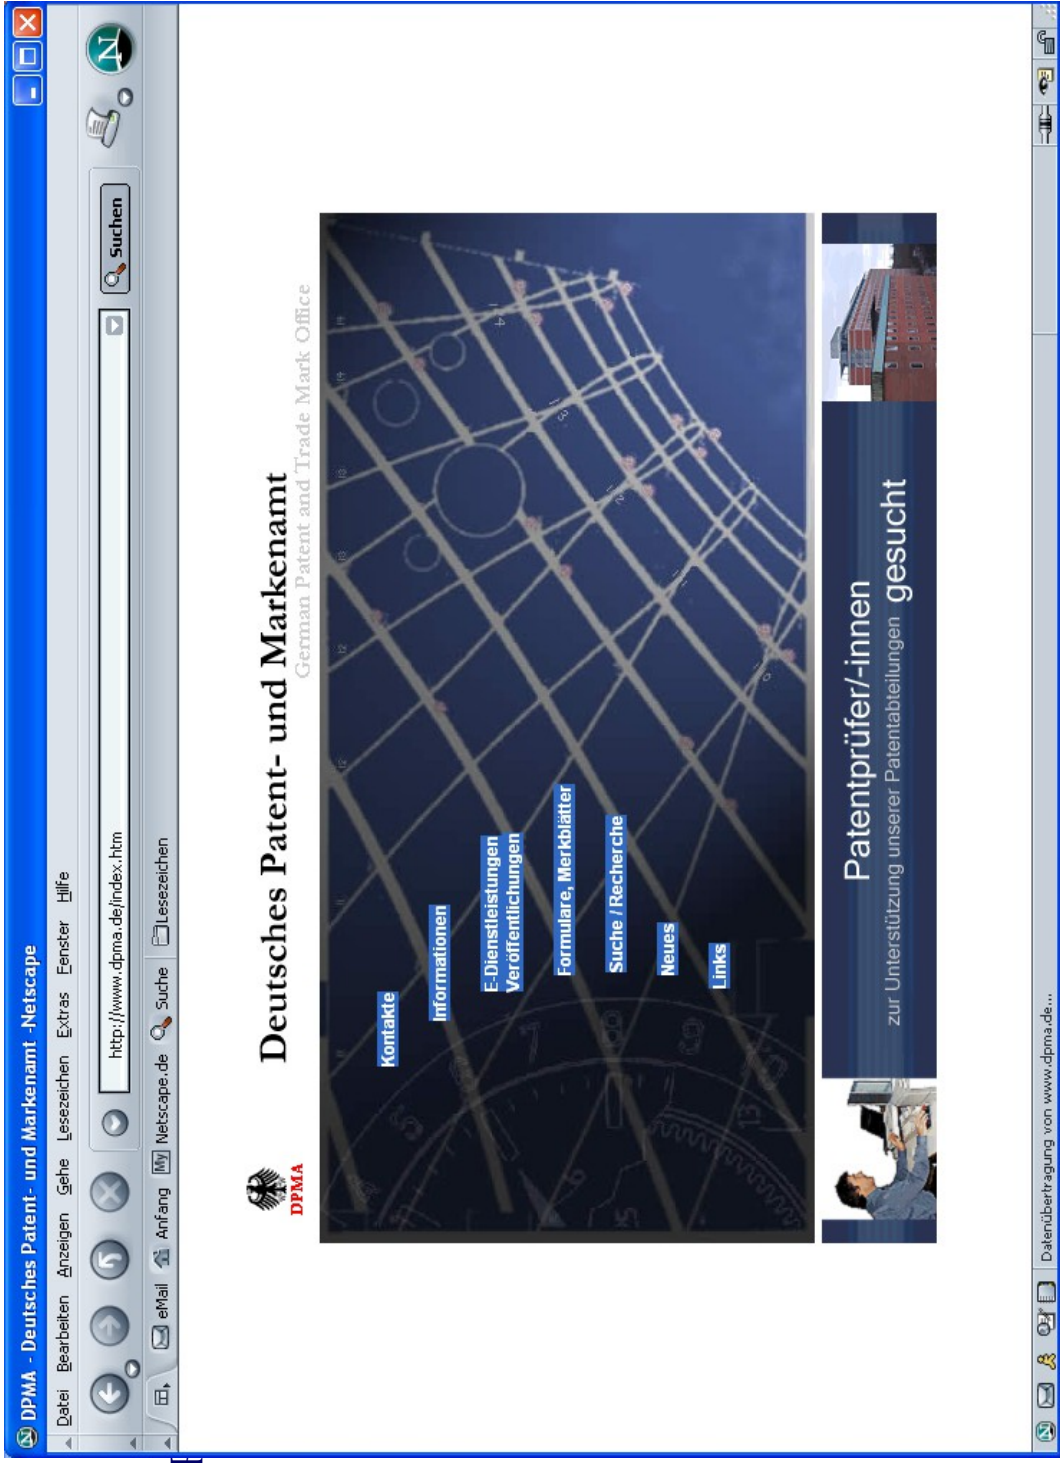 DPMA - Deutsches Patent- und Markenamt -Netscape
Datei Bearbeiten Anzeigen Gehe Lesezeichen Extras Fenster Hilfe
http://www.dpma.de/index.htm Suchen
eMail Anfang My Netscape.de Suche Lesezeichen
DPMA
Deutsches Patent- und Markenamt
German Patent and Trade Mark Office
Kontakte
Informationen
E-Dienstleistungen
Veröffentlichungen
Formulare, Merkblätter
Suche / Recherche
Neues
Links
Patentprüfer/-innen
zur Unterstützung unserer Patentabteilungen gesucht
Datenübertragung von www.dpma.de...